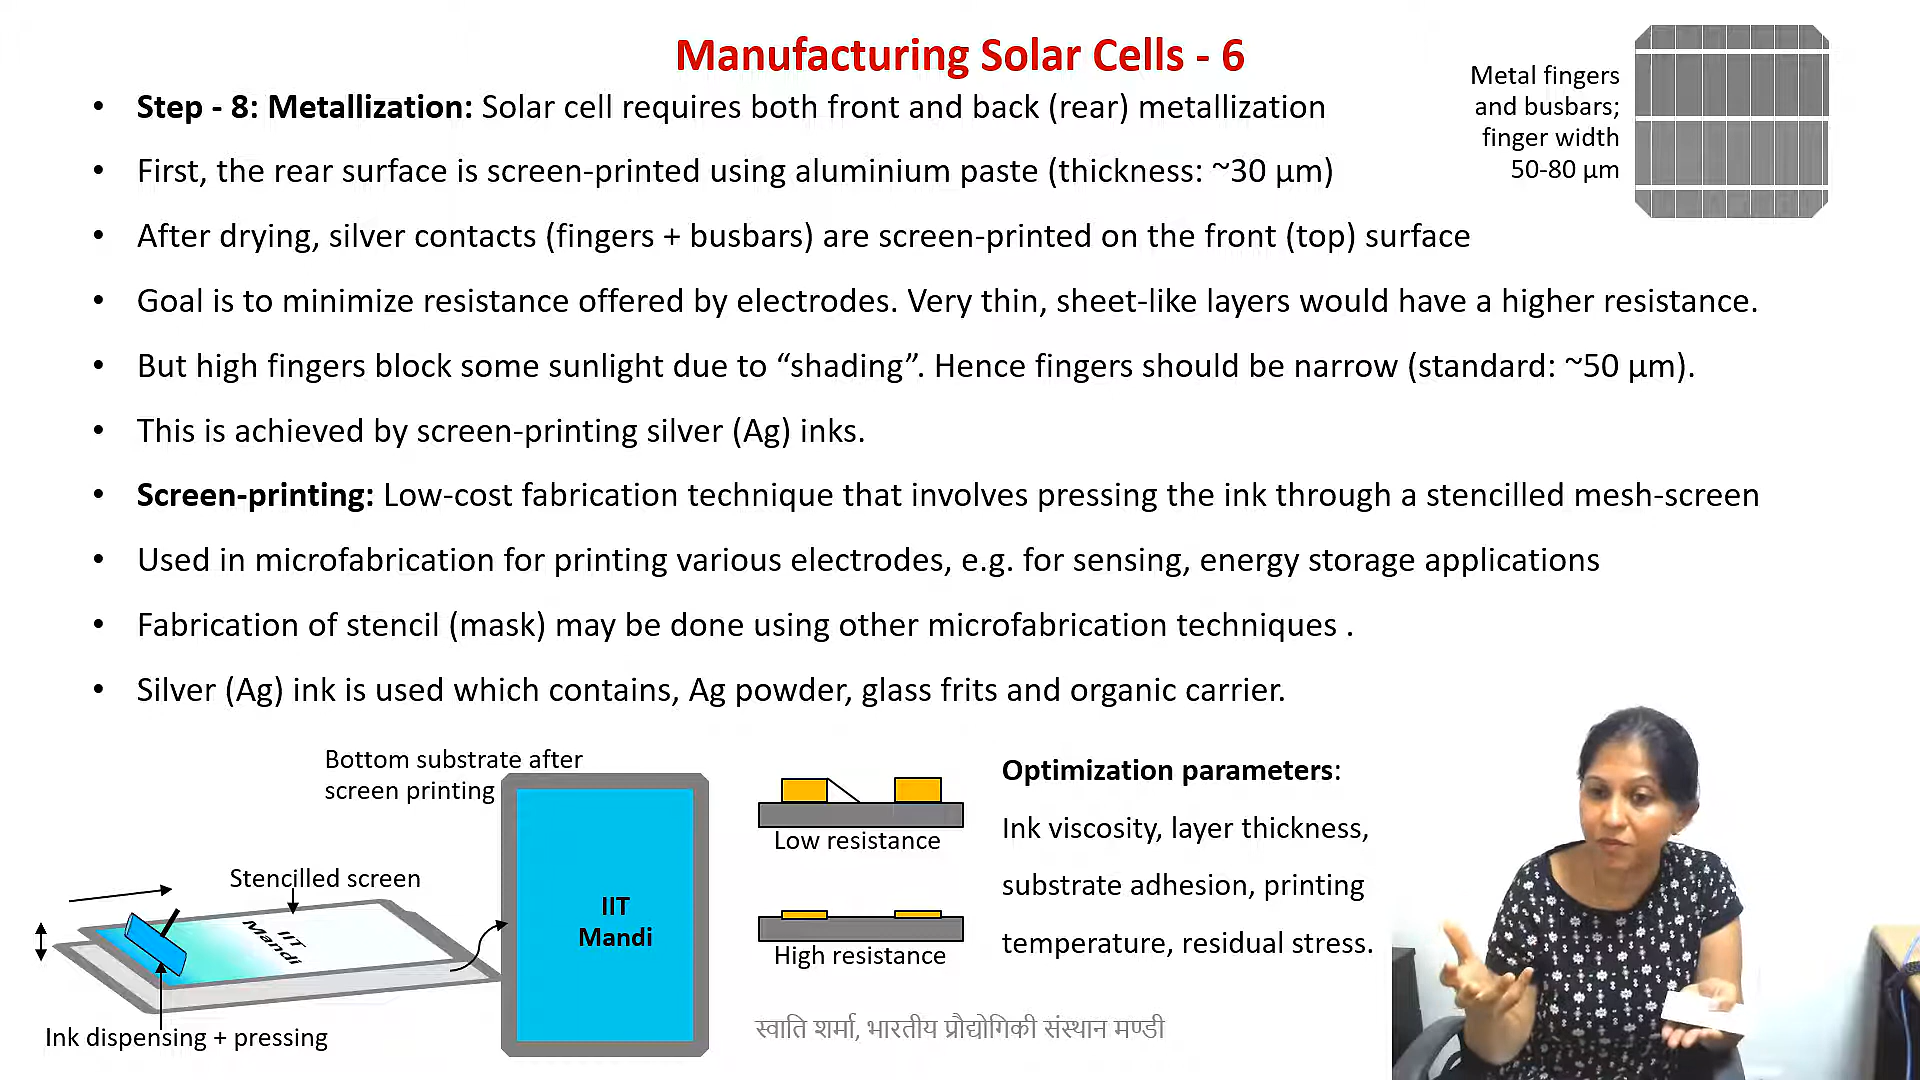 Manufacturing Solar Cells - 6
• Step - 8: Metallization: Solar cell requires both front and back (rear) metallization
• First, the rear surface is screen-printed using aluminium paste (thickness: ~30 µm)
• After drying, silver contacts (fingers + busbars) are screen-printed on the front (top) surface
• Goal is to minimize resistance offered by electrodes. Very thin, sheet-like layers would have a higher resistance.
• But high fingers block some sunlight due to “shading”. Hence fingers should be narrow (standard: ~50 µm).
• This is achieved by screen-printing silver (Ag) inks.
• Screen-printing: Low-cost fabrication technique that involves pressing the ink through a stencilled mesh-screen
• Used in microfabrication for printing various electrodes, e.g. for sensing, energy storage applications
• Fabrication of stencil (mask) may be done using other microfabrication techniques .
• Silver (Ag) ink is used which contains, Ag powder, glass frits and organic carrier.
Metal fingers
and busbars;
finger width
50-80 µm
Bottom substrate after
screen printing
Stencilled screen
IIT
Mandi
Ink dispensing + pressing
IIT
Mandi
Low resistance
High resistance
Optimization parameters:
Ink viscosity, layer thickness,
substrate adhesion, printing
temperature, residual stress.
स्वाति शर्मा, भारतीय प्रौद्योगिकी संस्थान मण्डी